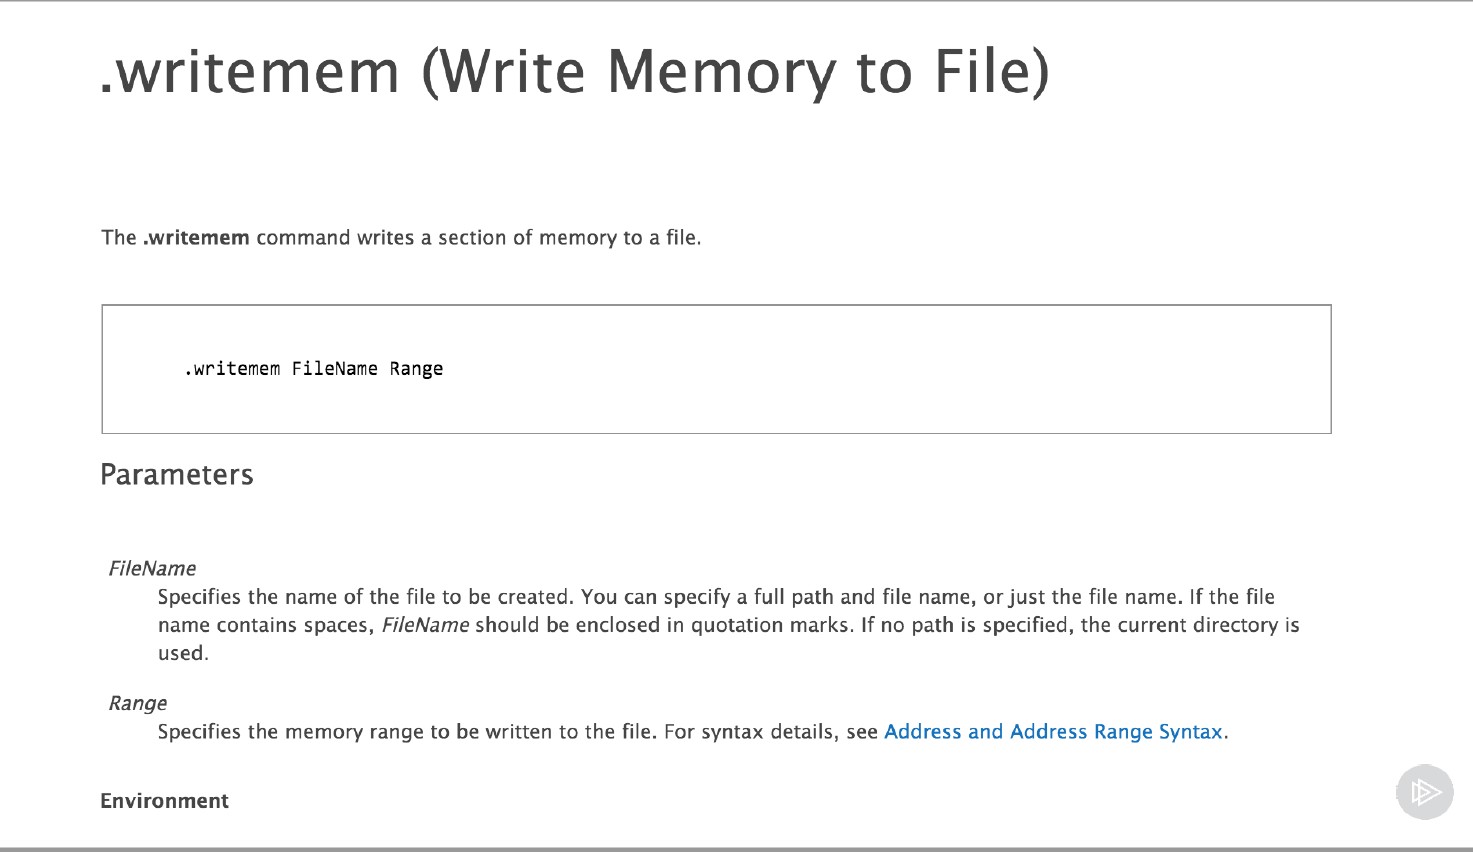 .writemem (Write Memory to File)
The .writemem command writes a section of memory to a file.
.writemem FileName Range
Parameters
FileName
Specifies the name of the file to be created. You can specify a full path and file name, or just the file name. If the file
name contains spaces, FileName should be enclosed in quotation marks. If no path is specified, the current directory is
used.
Range
Specifies the memory range to be written to the file. For syntax details, see Address and Address Range Syntax.
Environment